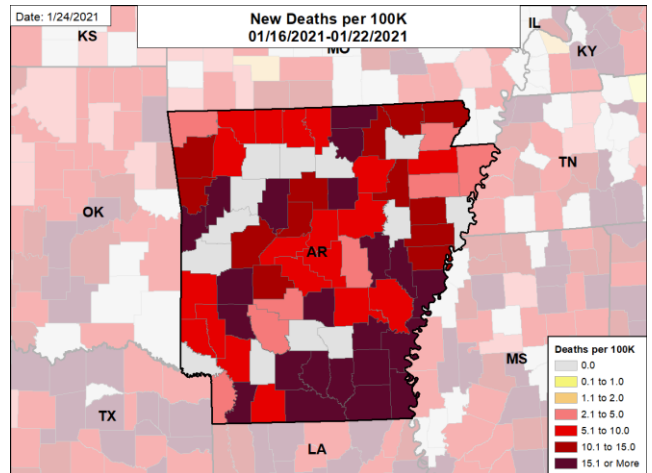 Date: 1/24/2021
New Deaths per 100K
01/16/2021-01/22/2021
KS
MO
IL
KY
OK
AR
TN
MS
TX
LA
Deaths per 100K
0.0
0.1 to 1.0
1.1 to 2.0
2.1 to 5.0
5.1 to 10.0
10.1 to 15.0
15.1 or More